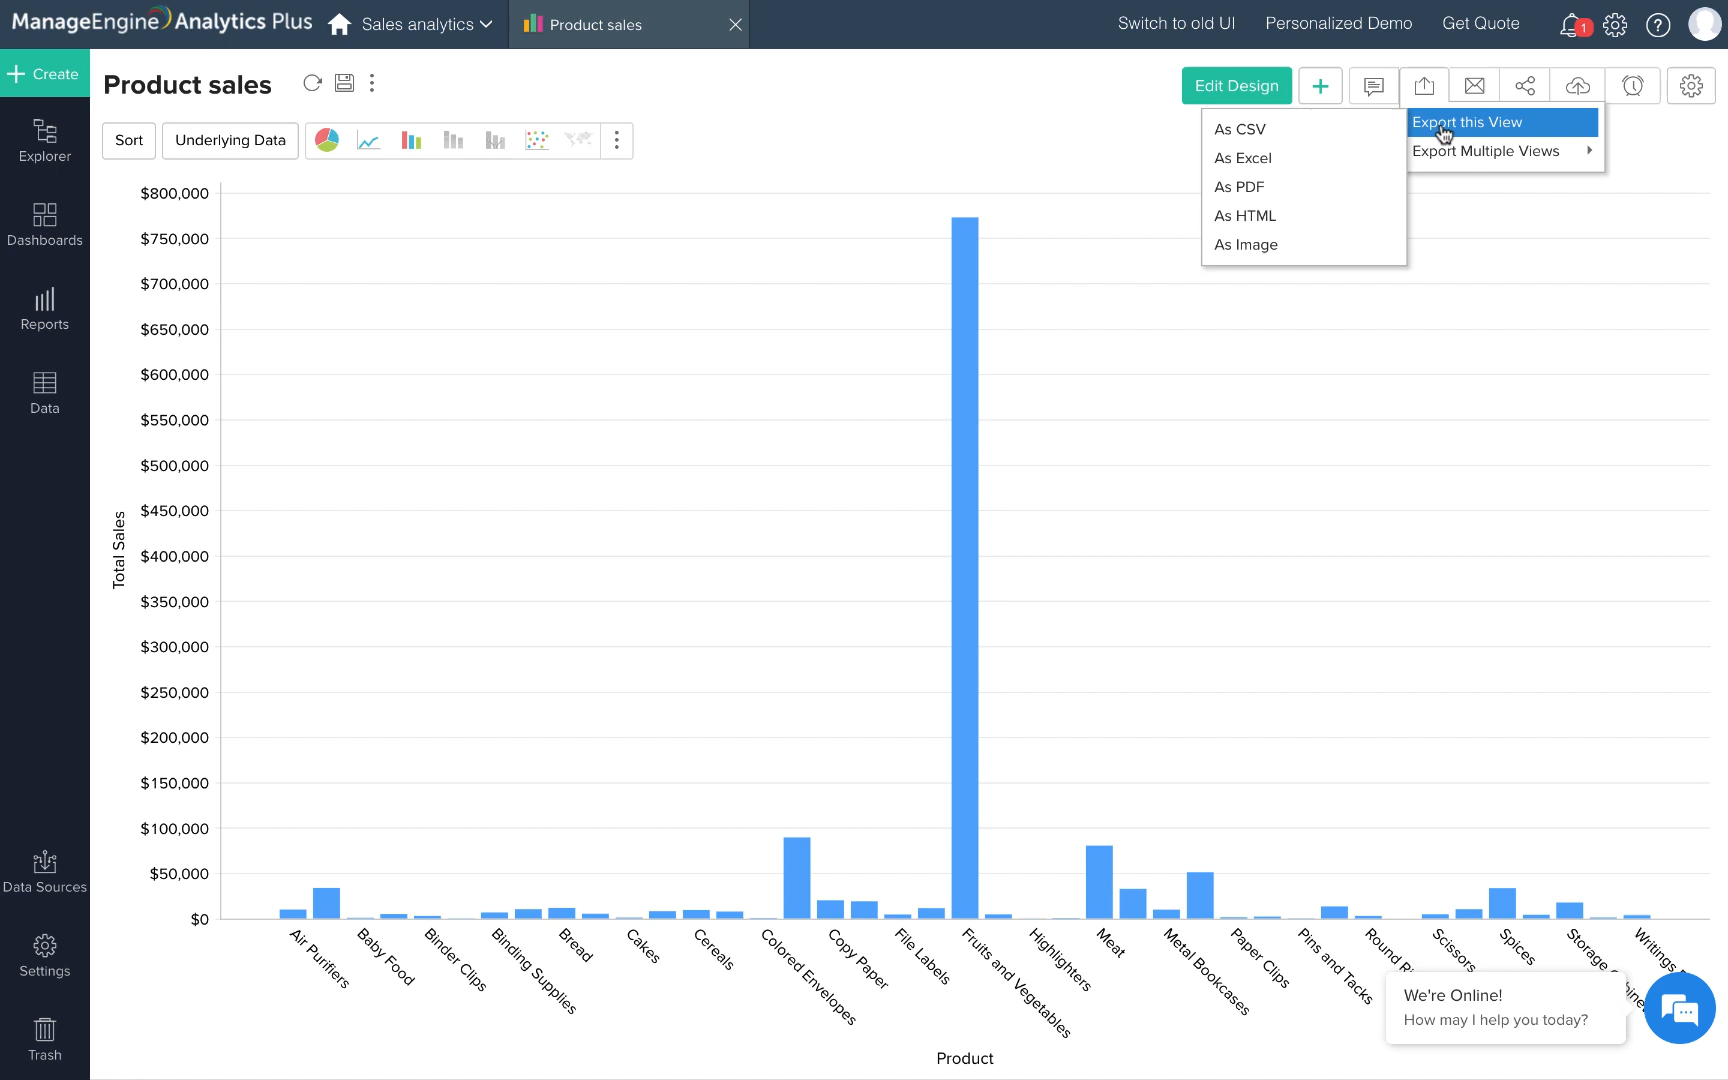 ManageEngine Analytics Plus
Sales analytics
Product sales
Switch to old UI
Personalized Demo
Get Quote
1
Create
Product sales
Edit Design
Export this View
Export Multiple Views
As CSV
As Excel
As PDF
As HTML
As Image
Sort
Underlying Data
Explorer
Dashboards
Reports
Data
Data Sources
Settings
Trash
Total Sales
$800,000
$750,000
$700,000
$650,000
$600,000
$550,000
$500,000
$450,000
$400,000
$350,000
$300,000
$250,000
$200,000
$150,000
$100,000
$50,000
$0
Air Purifiers
Baby Food
Binder Clips
Binding Supplies
Bread
Cakes
Cereals
Colored Envelopes
Copy Paper
File Labels
Fruits and Vegetables
Highlighters
Meat
Metal Bookcases
Paper Clips
Pins and Tacks
Round
Scissors
Spices
Storage
Writings
Product
We're Online!
How may I help you today?